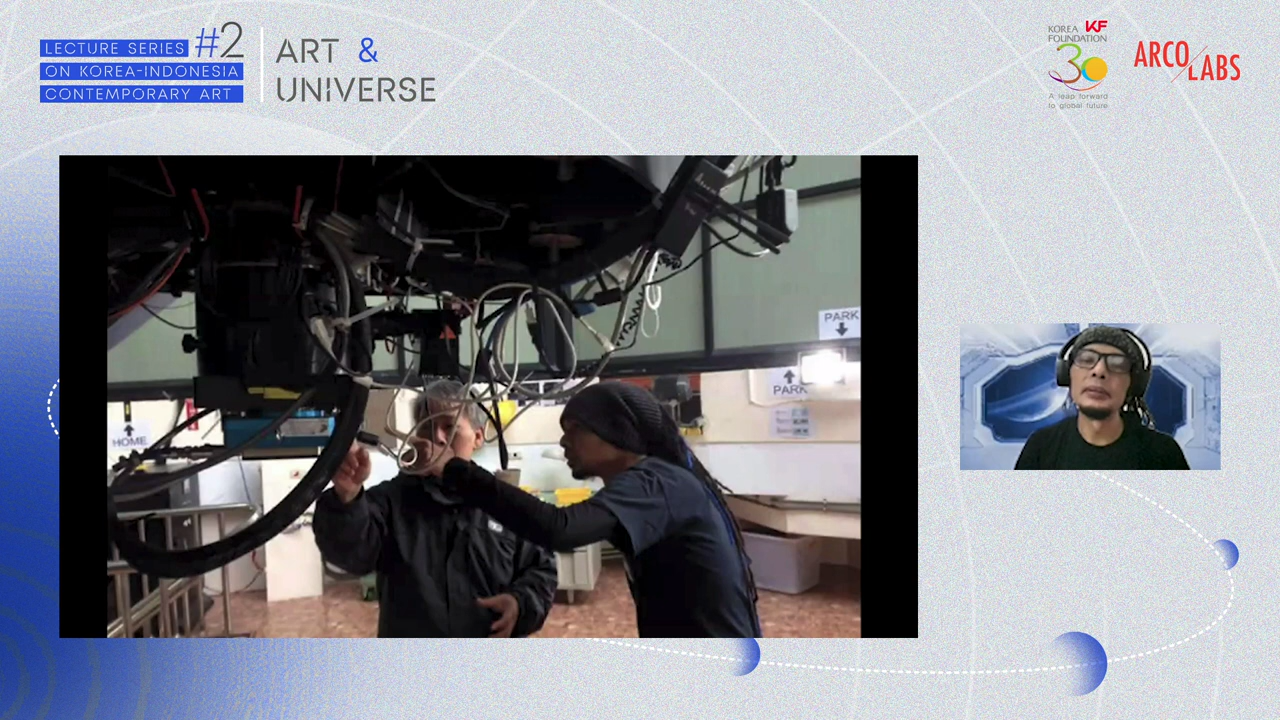 LECTURE SERIES #2
ON KOREA-INDONESIA
CONTEMPORARY ART
ART &
UNIVERSE
KOREA KF
FOUNDATION
30
A leap forward
to global future
ARCO LABS
PARK
PARK
HOME